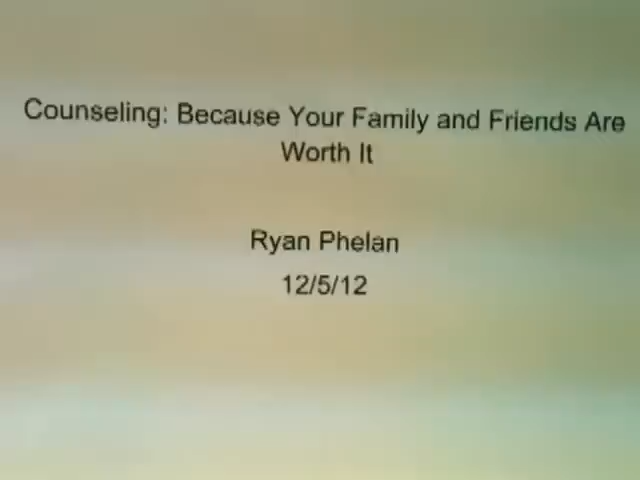 Counseling: Because Your Family and Friends Are
Worth It
Ryan Phelan
12/5/12